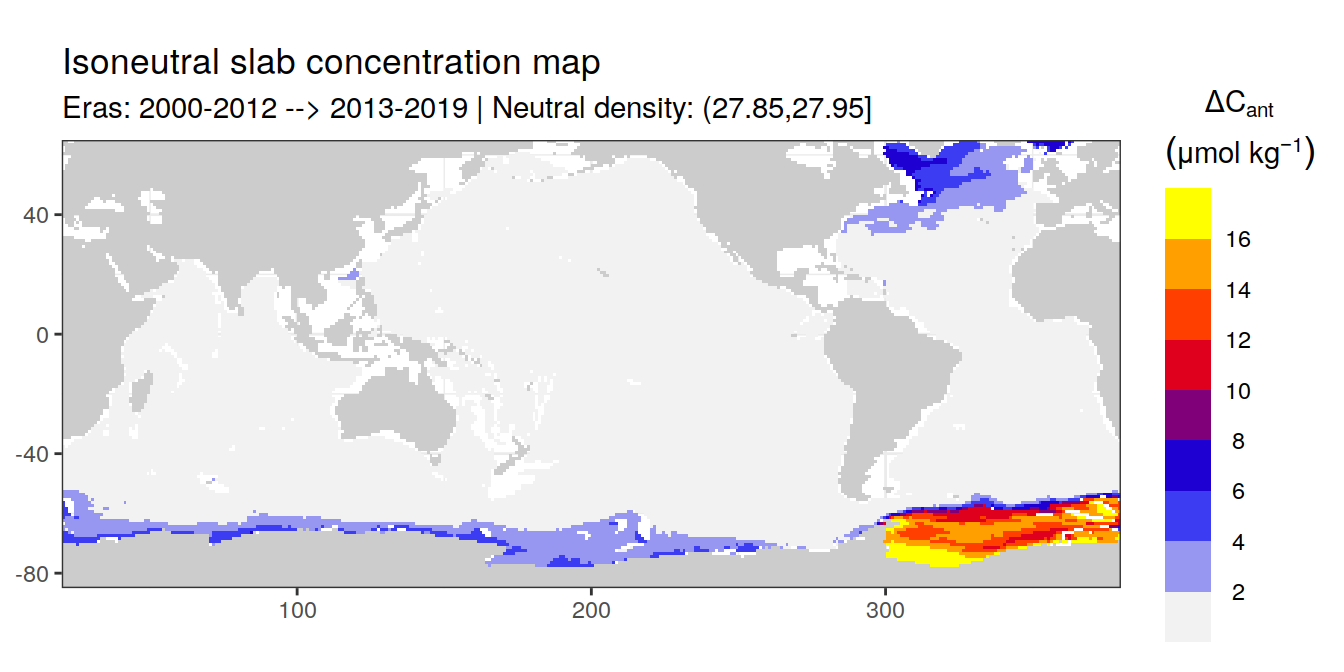 Isoneutral slab concentration map
Eras: 2000-2012 --> 2013-2019 | Neutral density: (27.85,27.95]
ΔCant
(μmol kg−1)
16
14
12
10
8
6
4
2
40
0
-40
-80
100 200 300